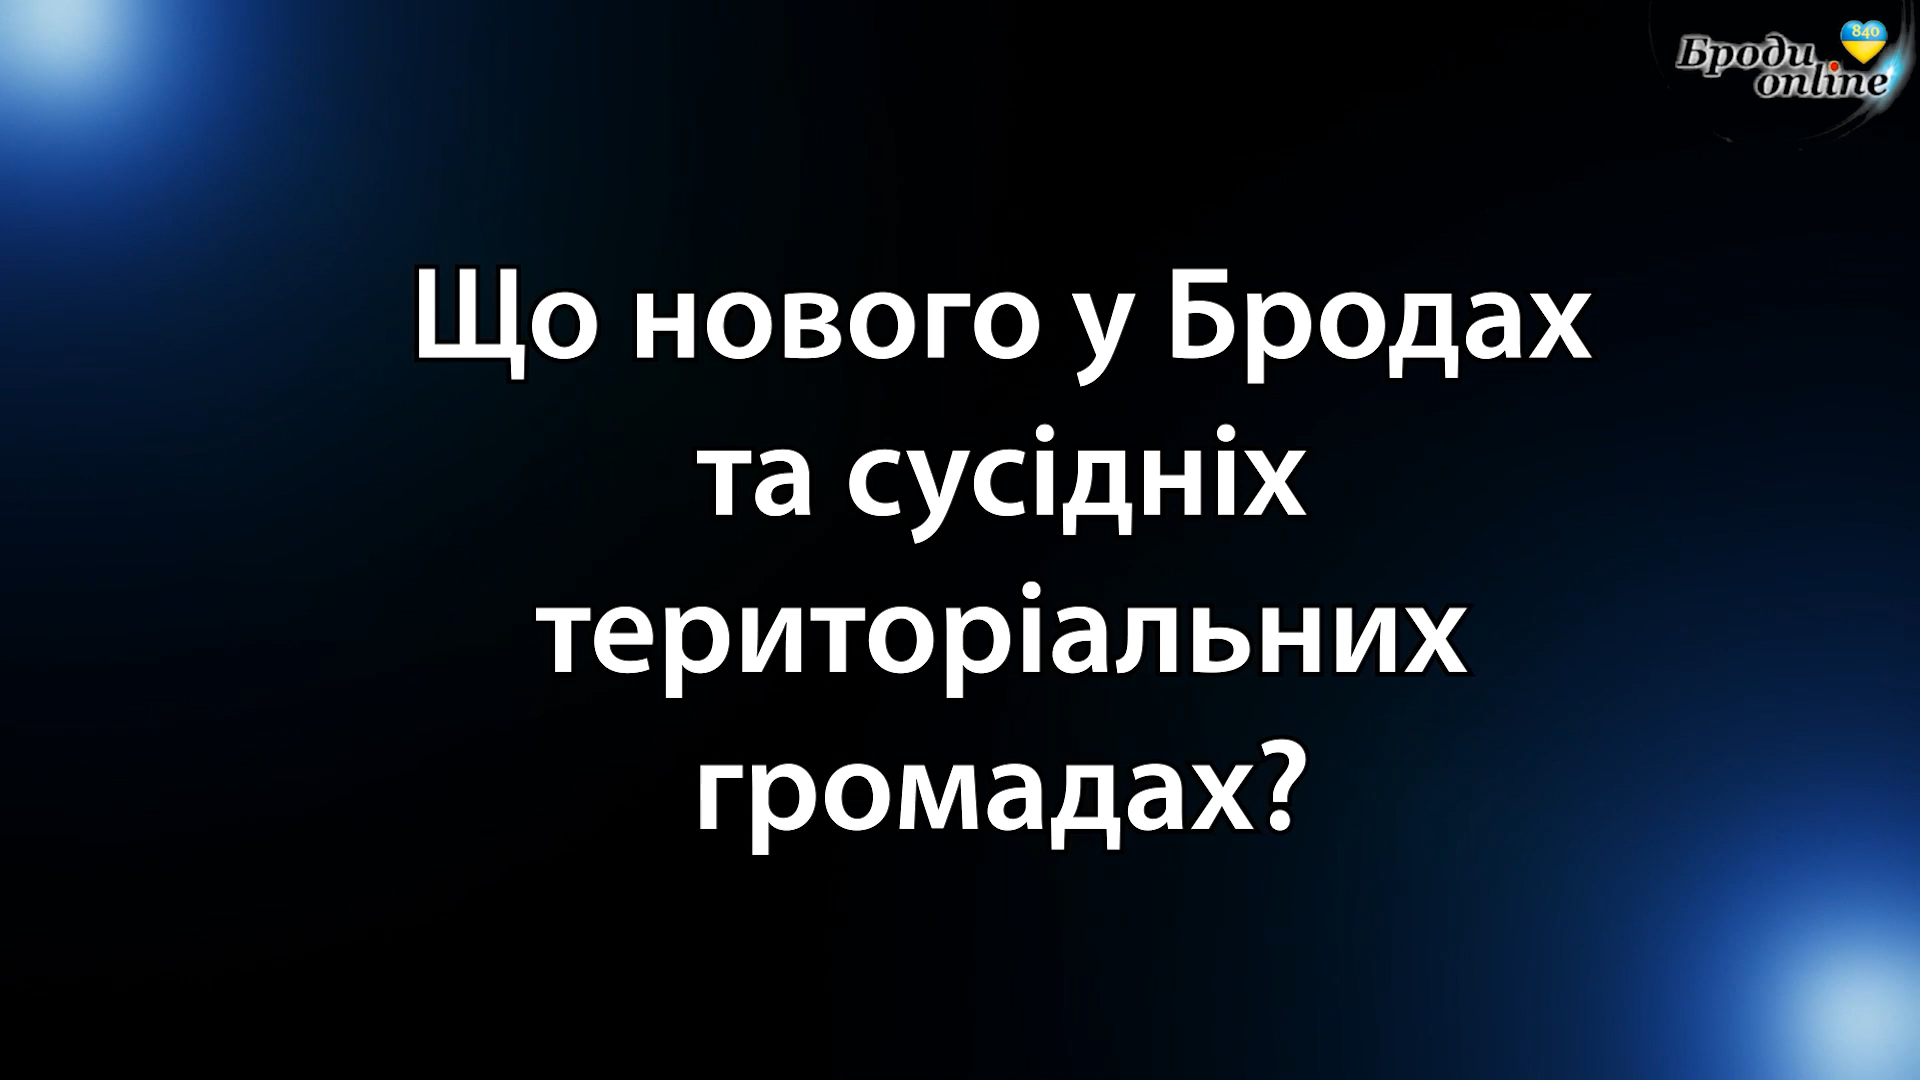 Броди
840
online
Що нового у Бродах
та сусідніх
територіальних
громадах?